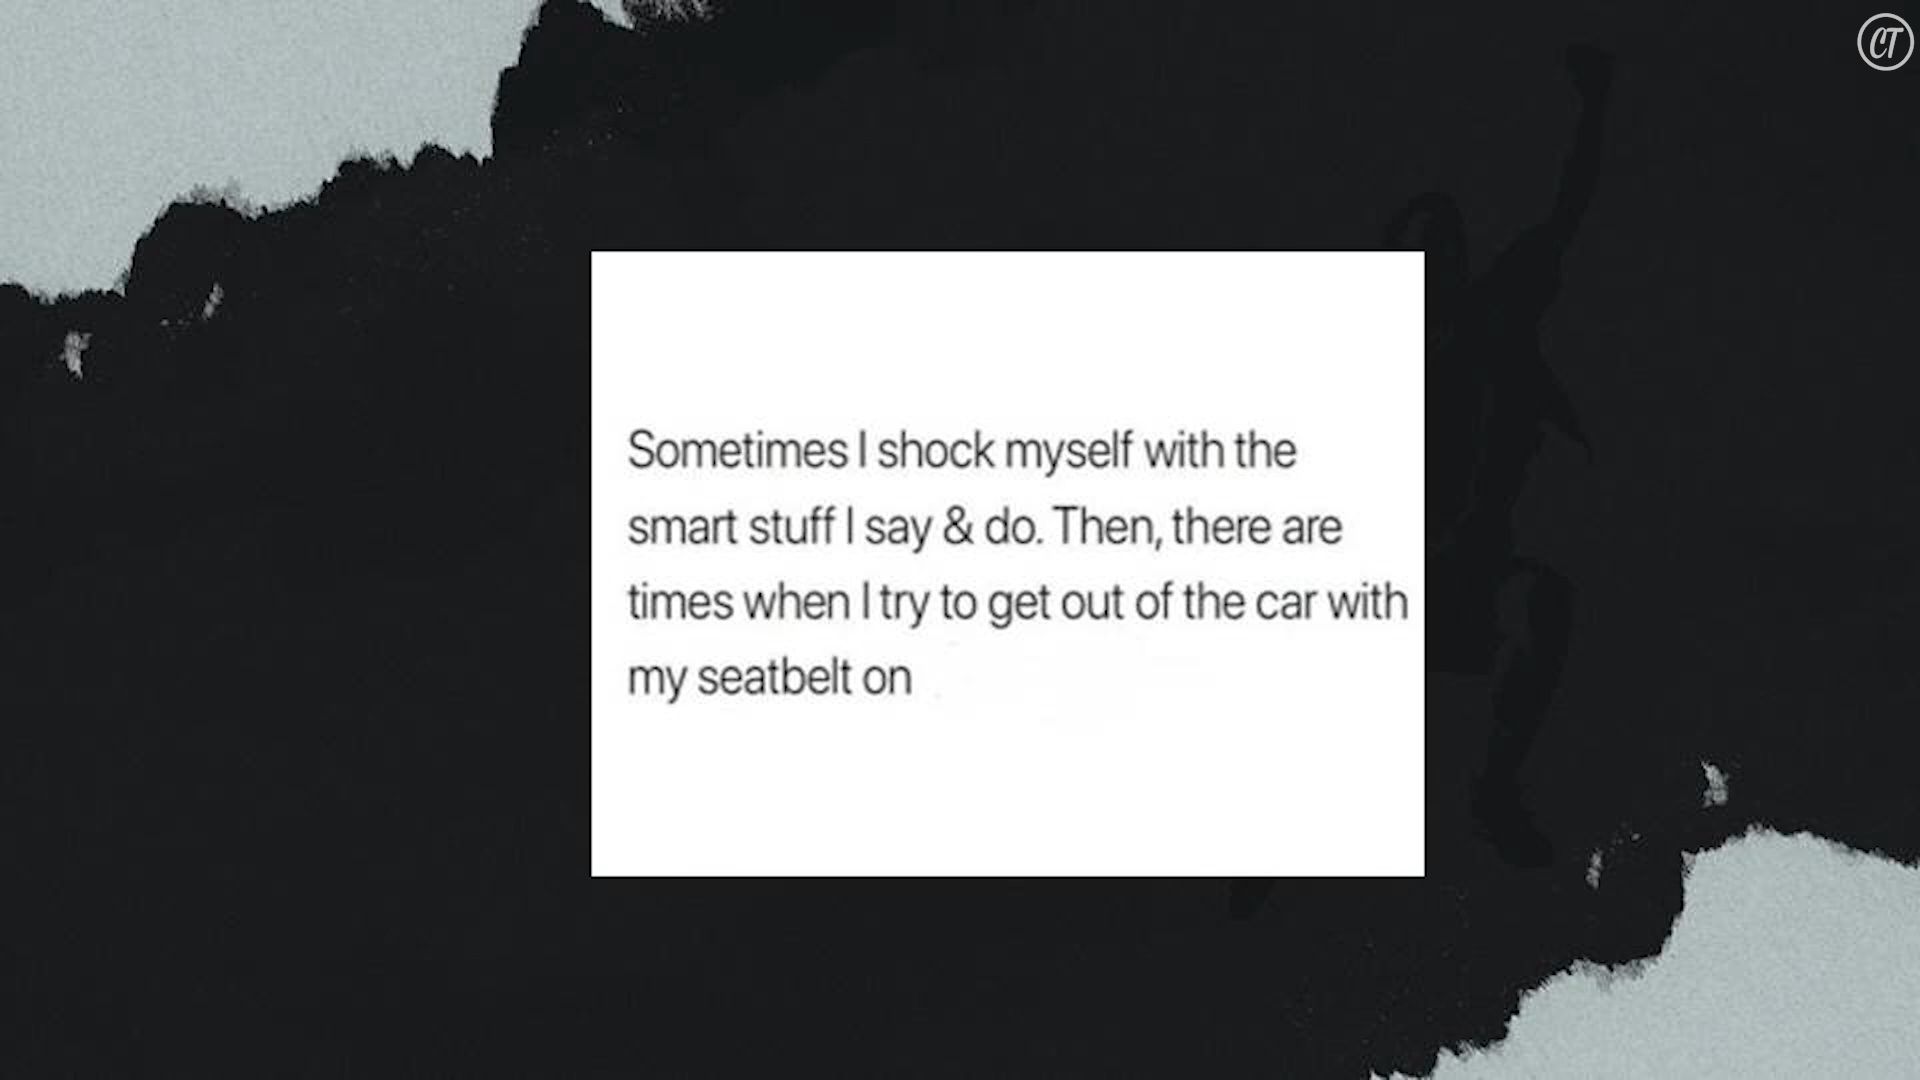 CT
Sometimes I shock myself with the
smart stuff I say & do. Then, there are
times when I try to get out of the car with
my seatbelt on